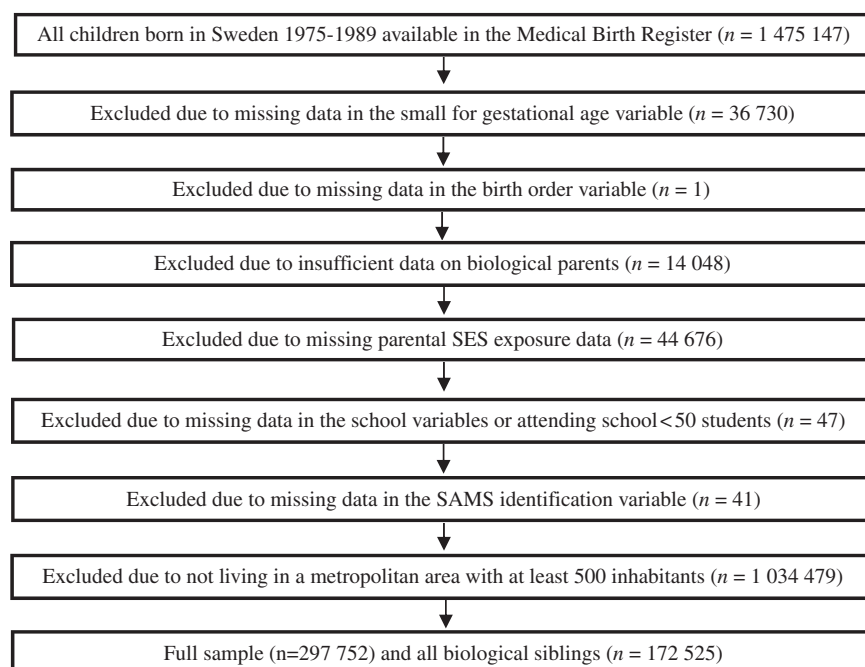 All children born in Sweden 1975-1989 available in the Medical Birth Register (n = 1 475 147)
Excluded due to missing data in the small for gestational age variable (n = 36 730)
Excluded due to missing data in the birth order variable (n = 1)
Excluded due to insufficient data on biological parents (n = 14 048)
Excluded due to missing parental SES exposure data (n = 44 676)
Excluded due to missing data in the school variables or attending school<50 students (n = 47)
Excluded due to missing data in the SAMS identification variable (n = 41)
Excluded due to not living in a metropolitan area with at least 500 inhabitants (n = 1 034 479)
Full sample (n=297 752) and all biological siblings (n = 172 525)